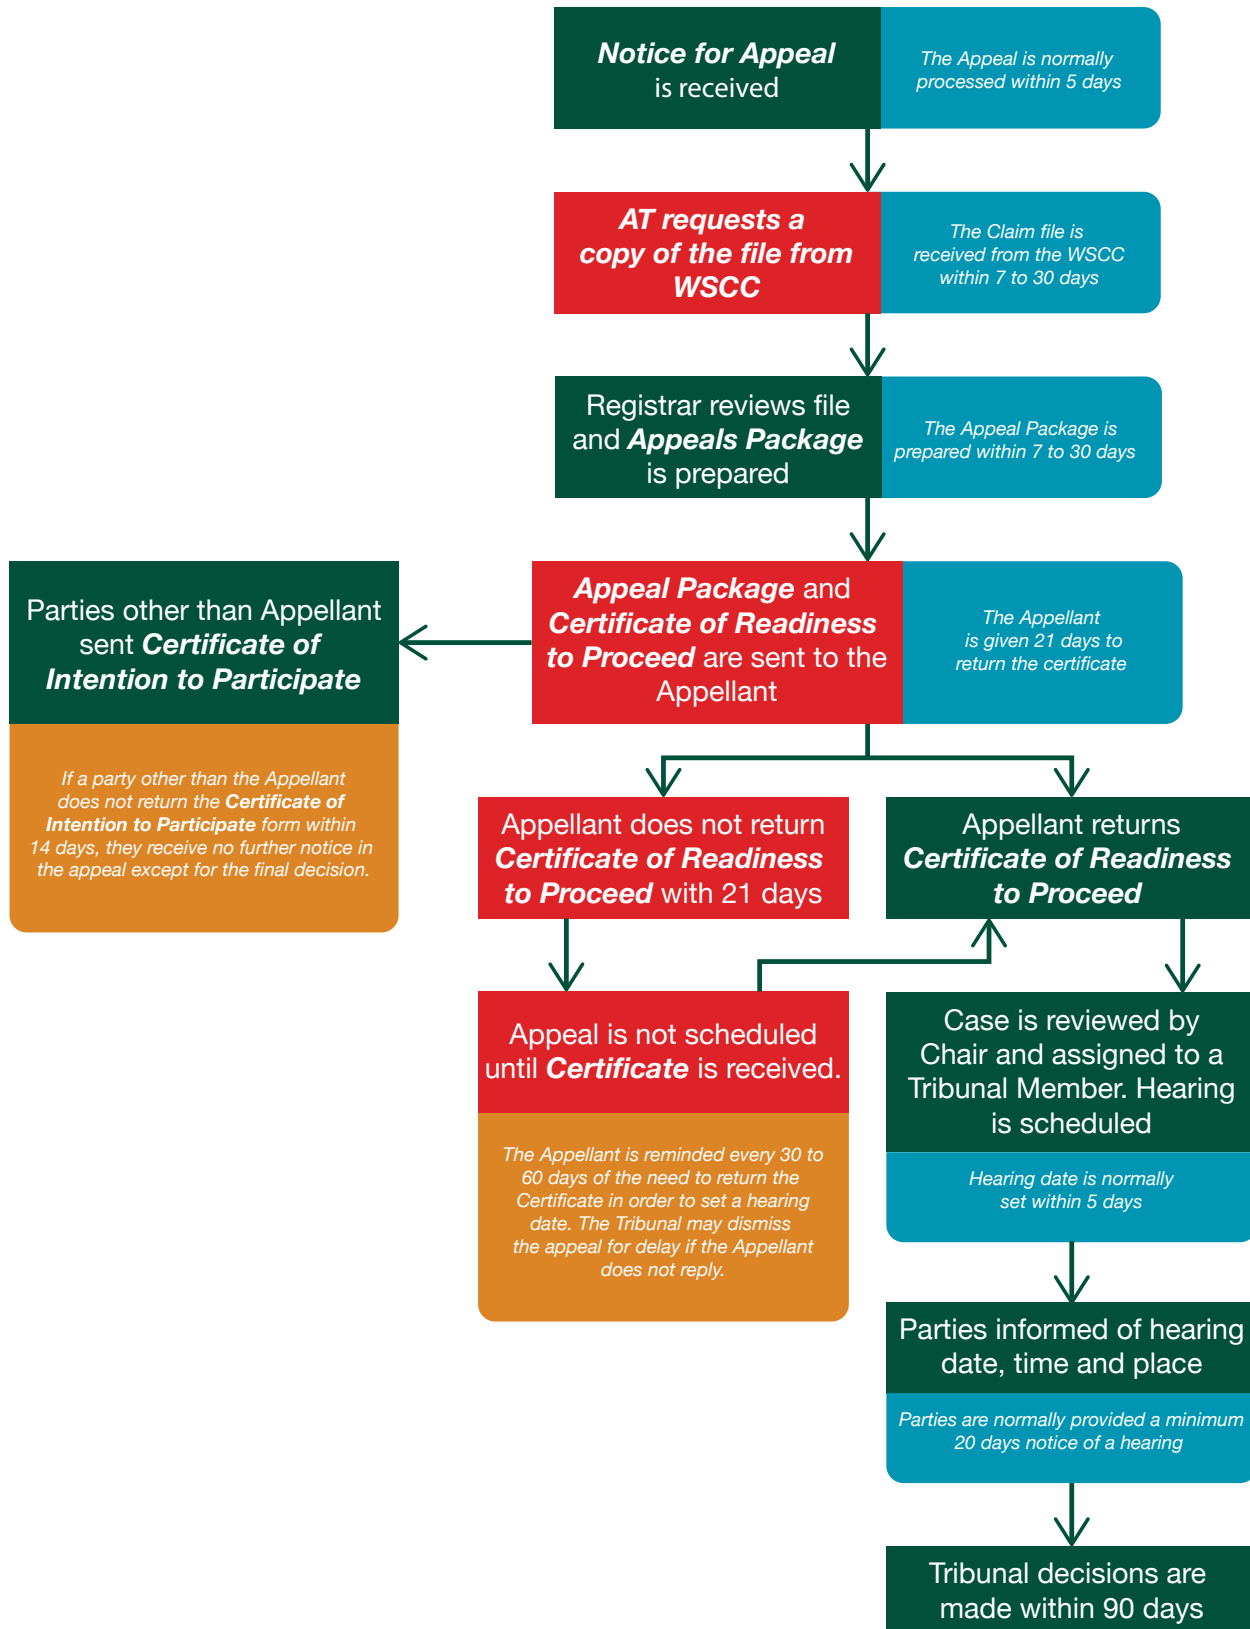 Notice for Appeal
is received
The Appeal is normally
processed within 5 days
AT requests a
copy of the file from
WSCC
The Claim file is
received from the WSCC
within 7 to 30 days
Registrar reviews file
and Appeals Package
is prepared
The Appeal Package is
prepared within 7 to 30 days
Parties other than Appellant
sent Certificate of
Intention to Participate
If a party other than the Appellant
does not return the Certificate of
Intention to Participate form within
14 days, they receive no further notice in
the appeal except for the final decision.
Appeal Package and
Certificate of Readiness
to Proceed are sent to the
Appellant
The Appellant
is given 21 days to
return the certificate
Appellant does not return
Certificate of Readiness
to Proceed with 21 days
Appellant returns
Certificate of Readiness
to Proceed
Appeal is not scheduled
until Certificate is received.
The Appellant is reminded every 30 to
60 days of the need to return the
Certificate in order to set a hearing
date. The Tribunal may dismiss
the appeal for delay if the Appellant
does not reply.
Case is reviewed by
Chair and assigned to a
Tribunal Member. Hearing
is scheduled
Hearing date is normally
set within 5 days
Parties informed of hearing
date, time and place
Parties are normally provided a minimum
20 days notice of a hearing
Tribunal decisions are
made within 90 days